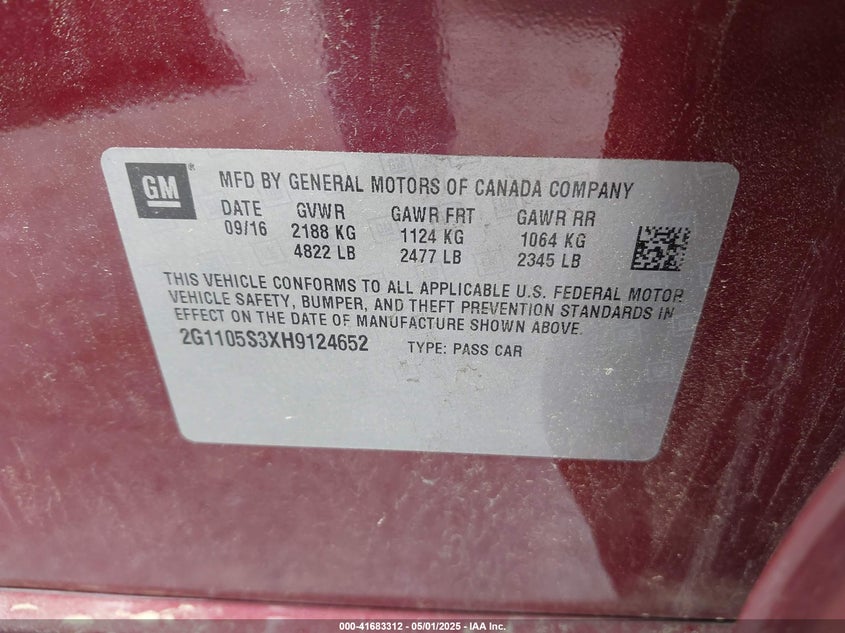 GM ®
MFD BY GENERAL MOTORS OF CANADA COMPANY
DATE GVWR GAWR FRT GAWR RR
09/16 2188 KG 1124 KG 1064 KG
4822 LB 2477 LB 2345 LB
THIS VEHICLE CONFORMS TO ALL APPLICABLE U.S. FEDERAL MOTOR
VEHICLE SAFETY, BUMPER, AND THEFT PREVENTION STANDARDS IN
EFFECT ON THE DATE OF MANUFACTURE SHOWN ABOVE.
2G1105S3XH9124652 TYPE: PASS CAR
000-41683312 - 05/01/2025 - IAA Inc.